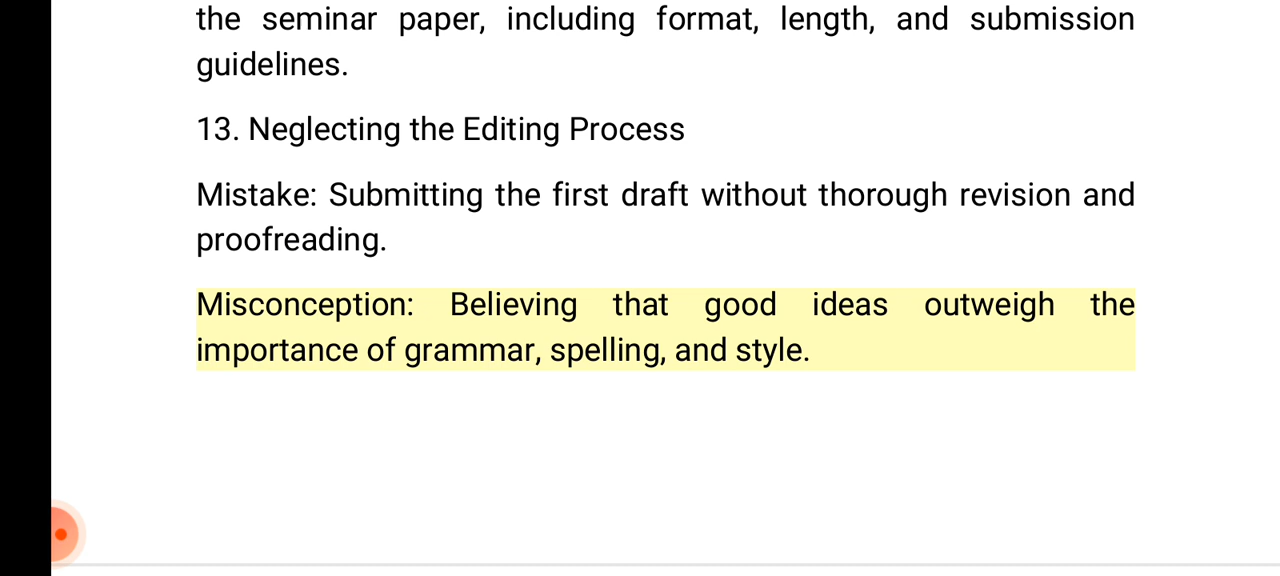 the seminar paper, including format, length, and submission
guidelines.
13. Neglecting the Editing Process
Mistake: Submitting the first draft without thorough revision and
proofreading.
Misconception: Believing that good ideas outweigh the
importance of grammar, spelling, and style.